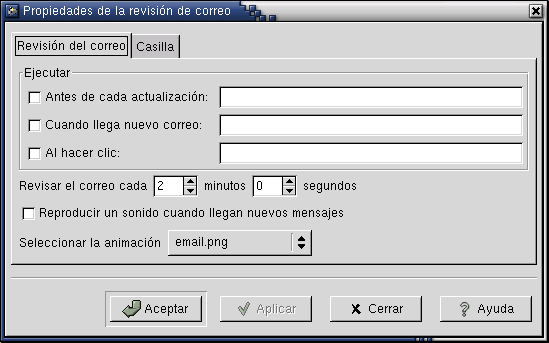 Propiedades de la revisión de correo
Revisión del correo Casilla
Ejecutar
Antes de cada actualización:
Cuando llega nuevo correo:
Al hacer clic:
Revisar el correo cada 2 minutos 0 segundos
Reproducir un sonido cuando llegan nuevos mensajes
Seleccionar la animación email.png
Aceptar Aplicar Cerrar Ayuda